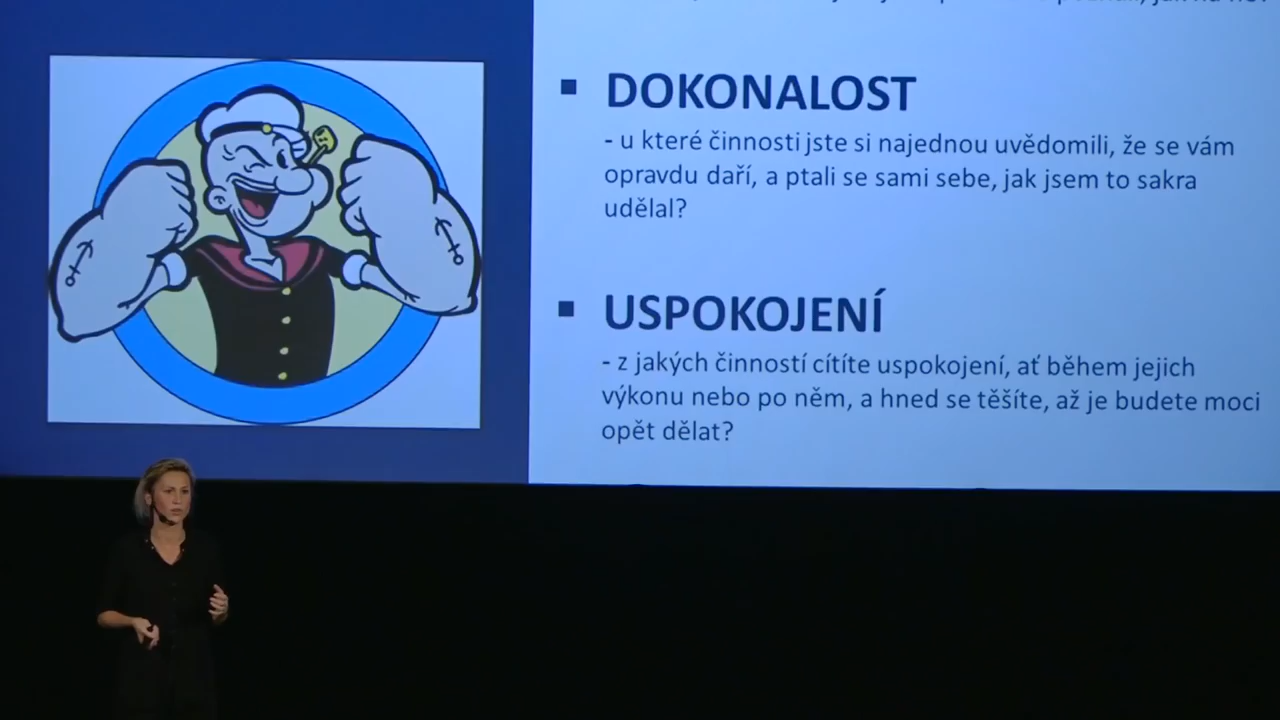 ▪ DOKONALOST
- u které činnosti jste si najednou uvědomili, že se vám
opravdu daří, a ptali se sami sebe, jak jsem to sakra
udělal?
▪ USPOKOJENÍ
- z jakých činností cítíte uspokojení, ať během jejich
výkonu nebo po něm, a hned se těšíte, až je budete moci
opět dělat?